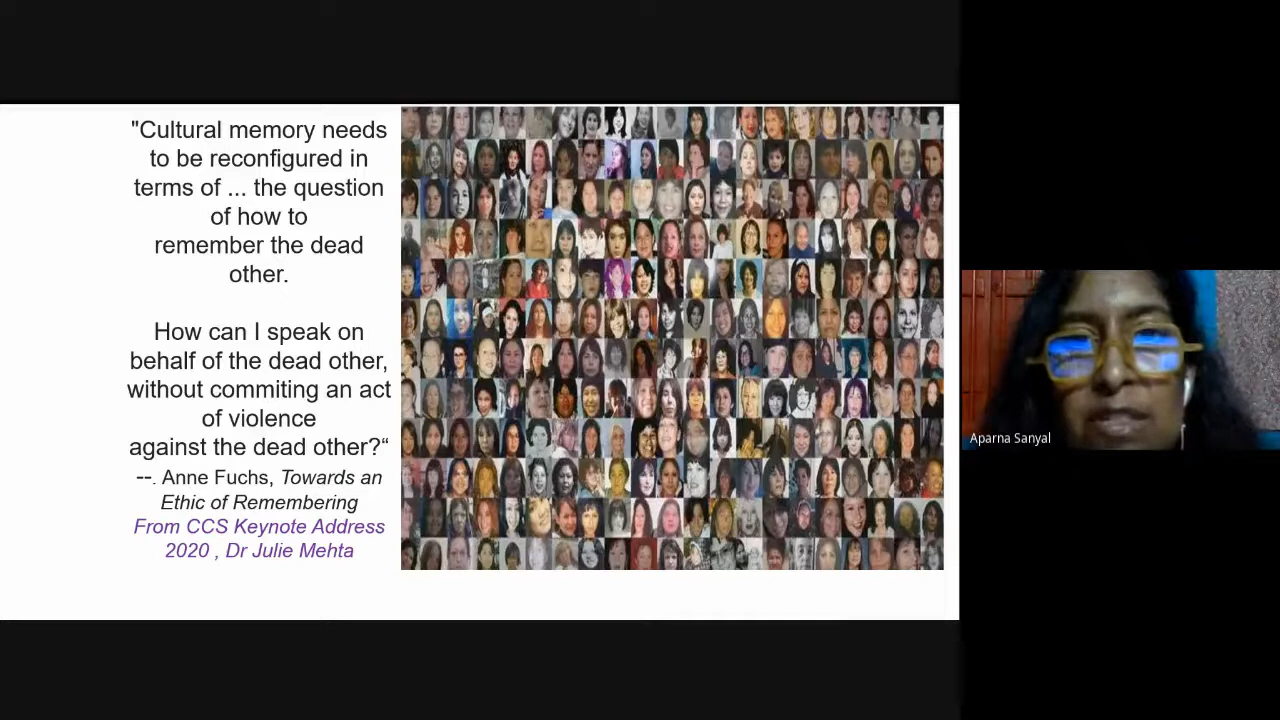 "Cultural memory needs
to be reconfigured in
terms of ... the question
of how to
remember the dead
other.
How can I speak on
behalf of the dead other,
without commiting an act
of violence
against the dead other?“
--. Anne Fuchs, Towards an
Ethic of Remembering
From CCS Keynote Address
2020 , Dr Julie Mehta
Aparna Sanyal